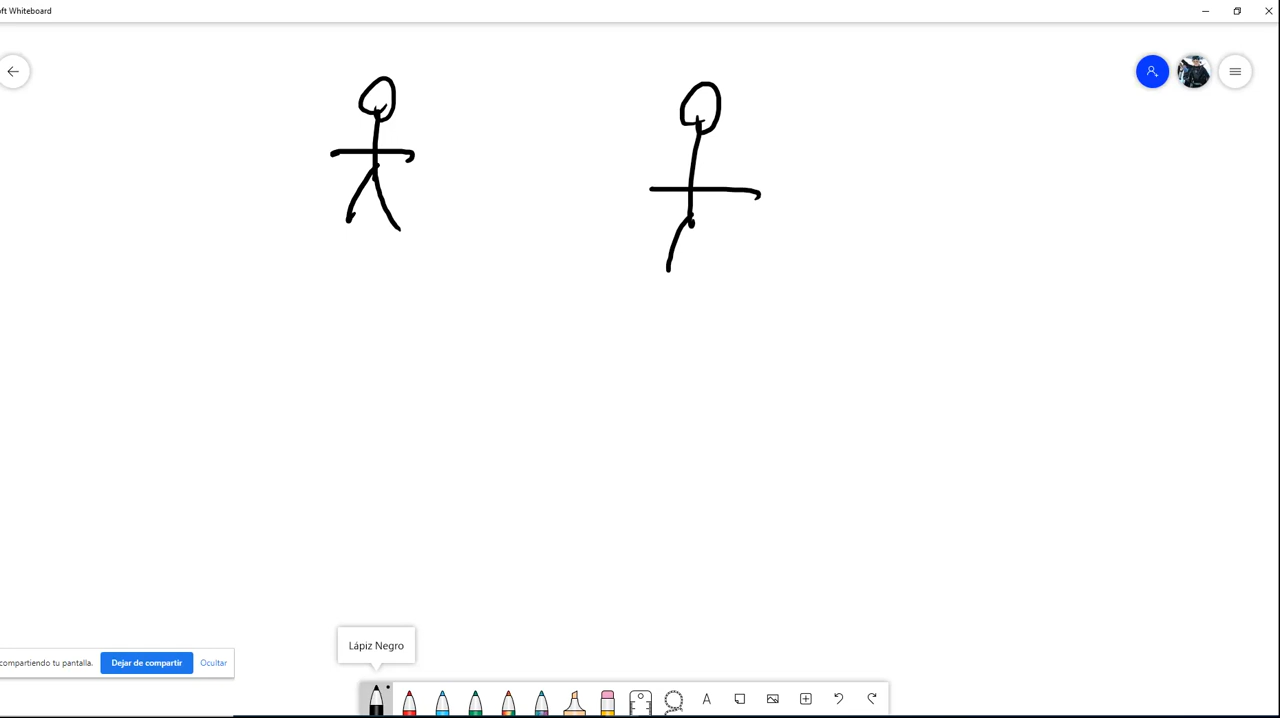 ft Whiteboard
Lápiz Negro
compartiendo tu pantalla. Dejar de compartir Ocultar
A